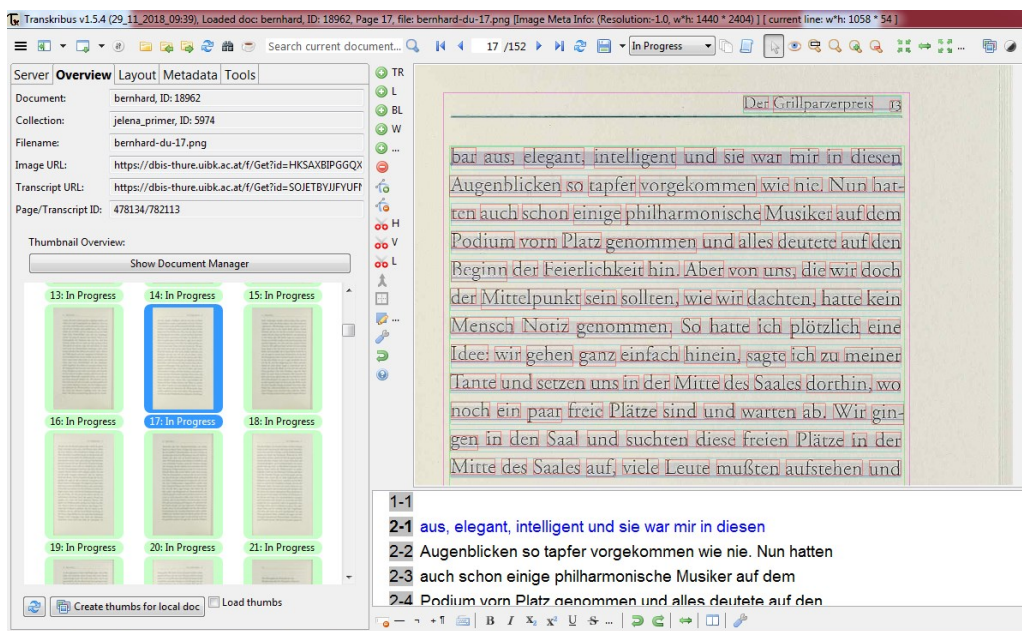 Transkribus v1.5.4 (29_11_2018_09:39), Loaded doc: bernhard, ID: 18962, Page 17, file: bernhard-du-17.png [Image Meta Info: (Resolution:-1.0, w*h: 1440 * 2404) ] [ current line: w*h: 1058 * 54 ]
Search current document...
17 /152
In Progress
Server Overview Layout Metadata Tools
Document: bernhard, ID: 18962
Collection: jelena_primer, ID: 5974
Filename: bernhard-du-17.png
Image URL: https://dbis-thure.uibk.ac.at/f/Get?id=HKSAXBIPGGQX
Transcript URL: https://dbis-thure.uibk.ac.at/f/Get?id=SOJETBYJJFYUFN
Page/Transcript ID: 478134/782113
Thumbnail Overview:
Show Document Manager
13: In Progress 14: In Progress 15: In Progress
16: In Progress 17: In Progress 18: In Progress
19: In Progress 20: In Progress 21: In Progress
Create thumbs for local doc Load thumbs
TR
L
BL
W
...
H
V
L
...
Der Grillparzerpreis 13
bar aus, elegant, intelligent und sie war mir in diesen
Augenblicken so tapfer vorgekommen wie nie. Nun hat-
ten auch schon einige philharmonische Musiker auf dem
Podium vorn Platz genommen und alles deutete auf den
Beginn der Feierlichkeit hin. Aber von uns, die wir doch
der Mittelpunkt sein sollten, wie wir dachten, hatte kein
Mensch Notiz genommen. So hatte ich plötzlich eine
Idee: wir gehen ganz einfach hinein, sagte ich zu meiner
Tante und setzen uns in der Mitte des Saales dorthin, wo
noch ein paar freie Plätze sind und warten ab. Wir gin-
gen in den Saal und suchten diese freien Plätze in der
Mitte des Saales auf, viele Leute mußten aufstehen und
1-1
2-1 aus, elegant, intelligent und sie war mir in diesen
2-2 Augenblicken so tapfer vorgekommen wie nie. Nun hatten
2-3 auch schon einige philharmonische Musiker auf dem
2-4 Podium vorn Platz genommen und alles deutete auf den
B I X₂ X² U S ...